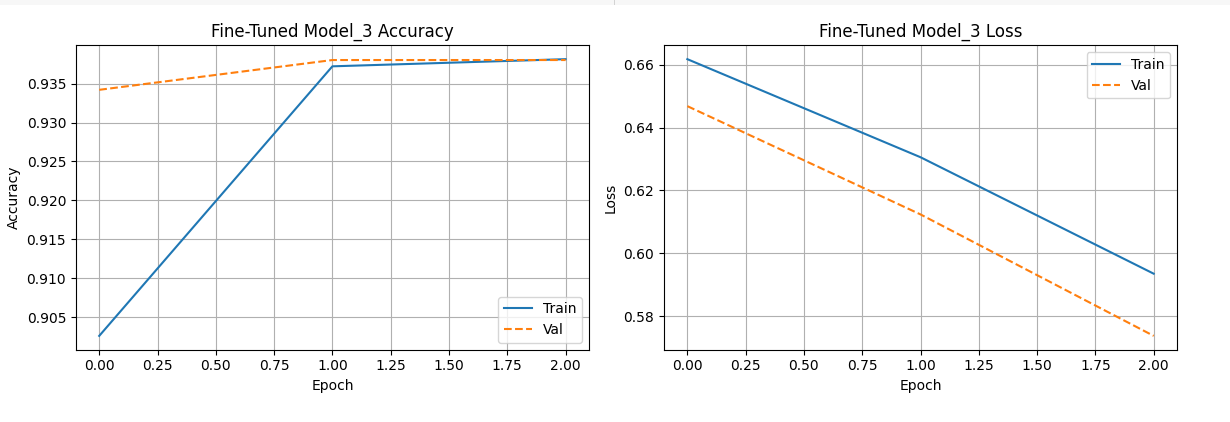 Fine-Tuned Model_3 Accuracy
0.935
0.930
0.925
0.920
0.915
0.910
0.905
Accuracy
Train
Val
0.00 0.25 0.50 0.75 1.00 1.25 1.50 1.75 2.00
Epoch
Fine-Tuned Model_3 Loss
Train
Val
0.66
0.64
0.62
0.60
0.58
Loss
0.00 0.25 0.50 0.75 1.00 1.25 1.50 1.75 2.00
Epoch